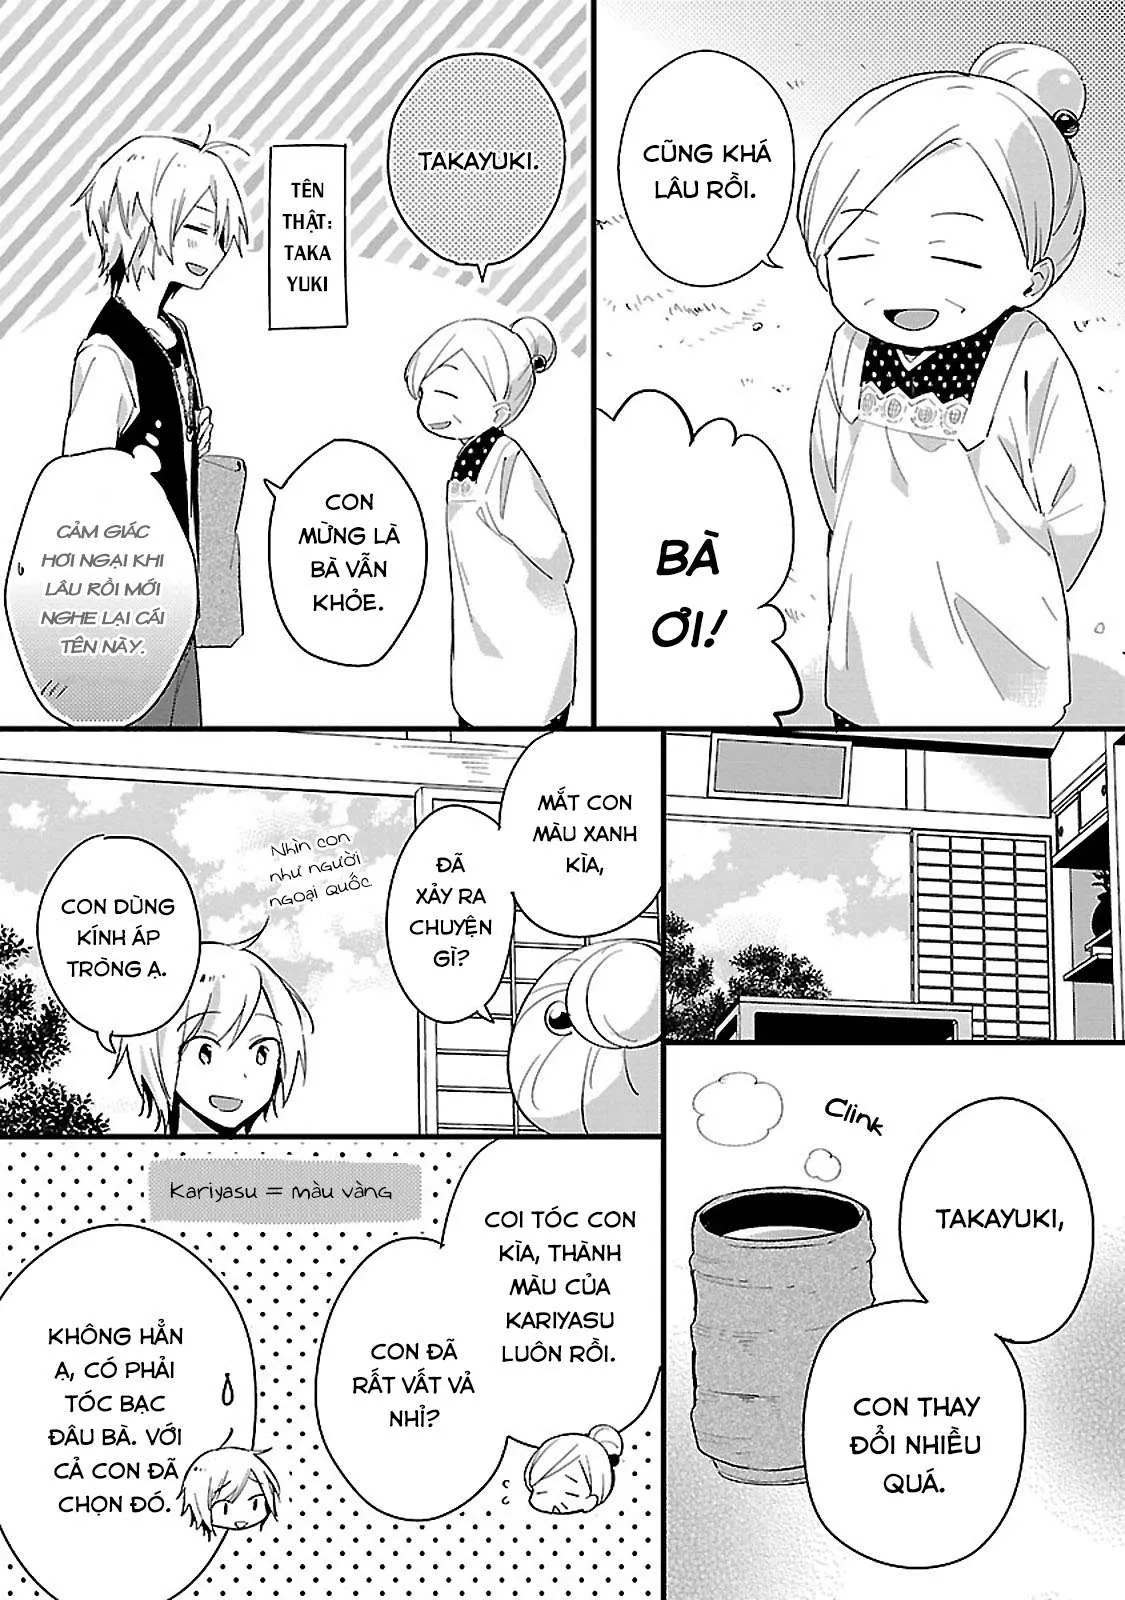 CŨNG KHÁ
LÂU RỒI.
BÀ
ƠI!
TAKAYUKI.
TÊN
THẬT:
TAKA
YUKI
CON
MỪNG LÀ
BÀ VẪN
KHỎE.
CẢM GIÁC
HƠI NGẠI KHI
LÂU RỒI MỚI
NGHE LẠI CÁI
TÊN NÀY.
MẮT CON
MÀU XANH
KÌA,
ĐÃ
XẢY RA
CHUYỆN
GÌ?
Nhìn con
như người
ngoại quốc
CON DÙNG
KÍNH ÁP
TRÒNG Ạ.
Clink
TAKAYUKI,
CON THAY
ĐỔI NHIỀU
QUÁ.
COI TÓC CON
KÌA, THÀNH
MÀU CỦA
KARIYASU
LUÔN RỒI.
CON ĐÃ
RẤT VẤT VẢ
NHỈ?
Kariyasu = màu vàng
KHÔNG HẲN
Ạ, CÓ PHẢI
TÓC BẠC
ĐÂU BÀ. VỚI
CẢ CON ĐÃ
CHỌN ĐÓ.